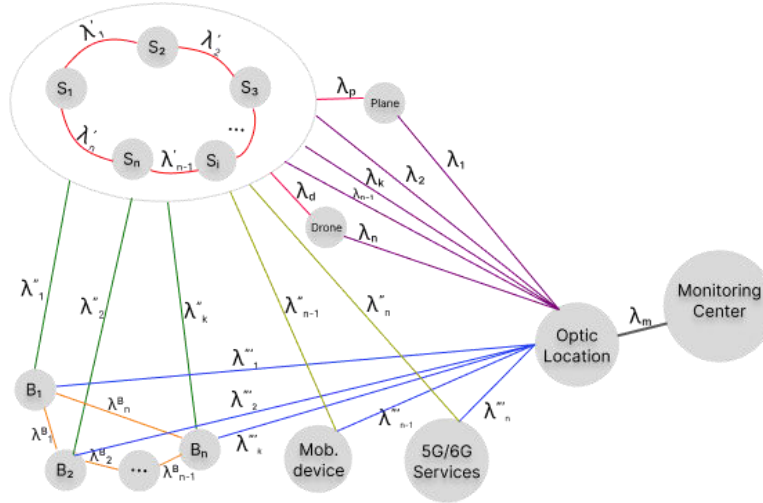 λ′₁
S₂
λ′₂
S₁
S₃
λ′ₙ
...
Sₙ
λ′ₙ₋₁
Sᵢ
λₚ
Plane
λ₁
λ₂
λₖ
λₙ₋₁
λ_d
Drone
λₙ
λ″₁
λ″₂
λ″ₖ
λ″ₙ₋₁
λ″ₙ
Optic
Location
λₘ
Monitoring
Center
λ‴₁
λ‴₂
λ‴ₖ
λ‴ₙ₋₁
λ‴ₙ
B₁
λᴮₙ
λᴮ₁
B₂
λᴮ₂
...
λᴮₙ₋₁
Bₙ
Mob.
device
5G/6G
Services